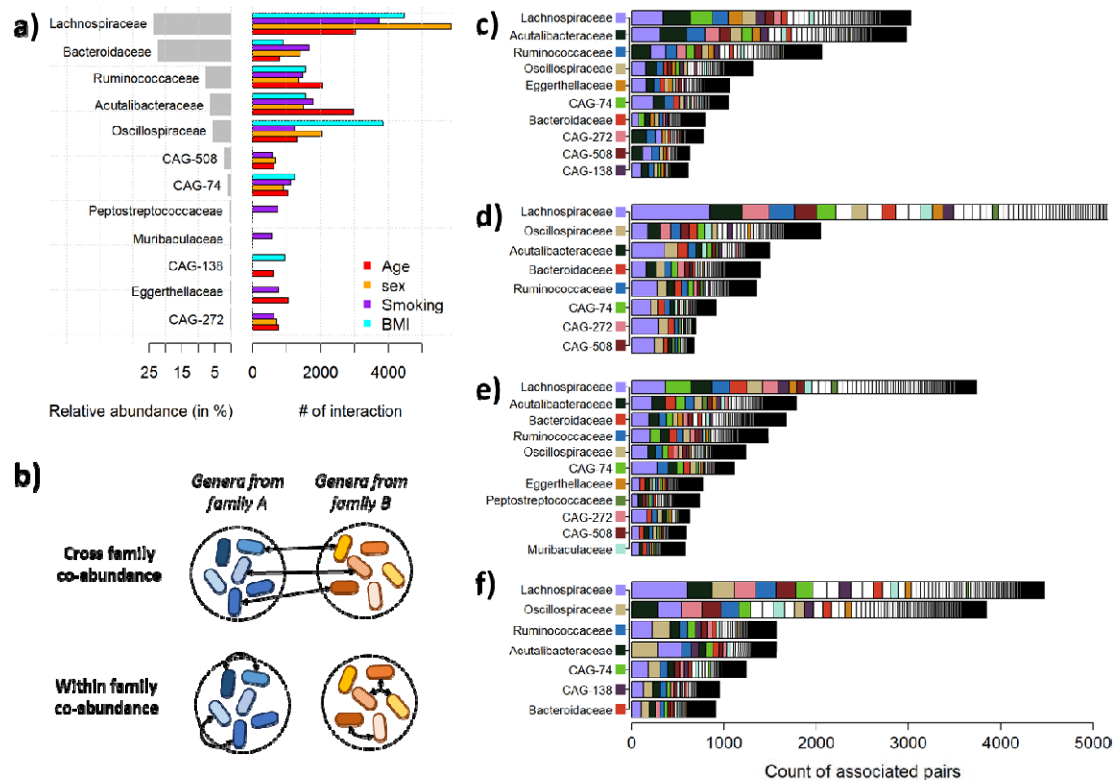 a)
Lachnospiraceae
Bacteroidaceae
Ruminococcaceae
Acutalibacteraceae
Oscillospiraceae
CAG-508
CAG-74
Peptostreptococcaceae
Muribaculaceae
CAG-138
Eggerthellaceae
CAG-272
Age
sex
Smoking
BMI
25 15 5 0 2000 4000
Relative abundance (in %) # of interaction
b)
Genera from family A
Genera from family B
Cross family
co-abundance
Within family
co-abundance
c)
Lachnospiraceae
Acutalibacteraceae
Ruminococcaceae
Oscillospiraceae
Eggerthellaceae
CAG-74
Bacteroidaceae
CAG-272
CAG-508
CAG-138
d)
Lachnospiraceae
Oscillospiraceae
Acutalibacteraceae
Bacteroidaceae
Ruminococcaceae
CAG-74
CAG-272
CAG-508
e)
Lachnospiraceae
Acutalibacteraceae
Bacteroidaceae
Ruminococcaceae
Oscillospiraceae
CAG-74
Eggerthellaceae
Peptostreptococcaceae
CAG-272
CAG-508
Muribaculaceae
f)
Lachnospiraceae
Oscillospiraceae
Ruminococcaceae
Acutalibacteraceae
CAG-74
CAG-138
Bacteroidaceae
0 1000 2000 3000 4000 5000
Count of associated pairs